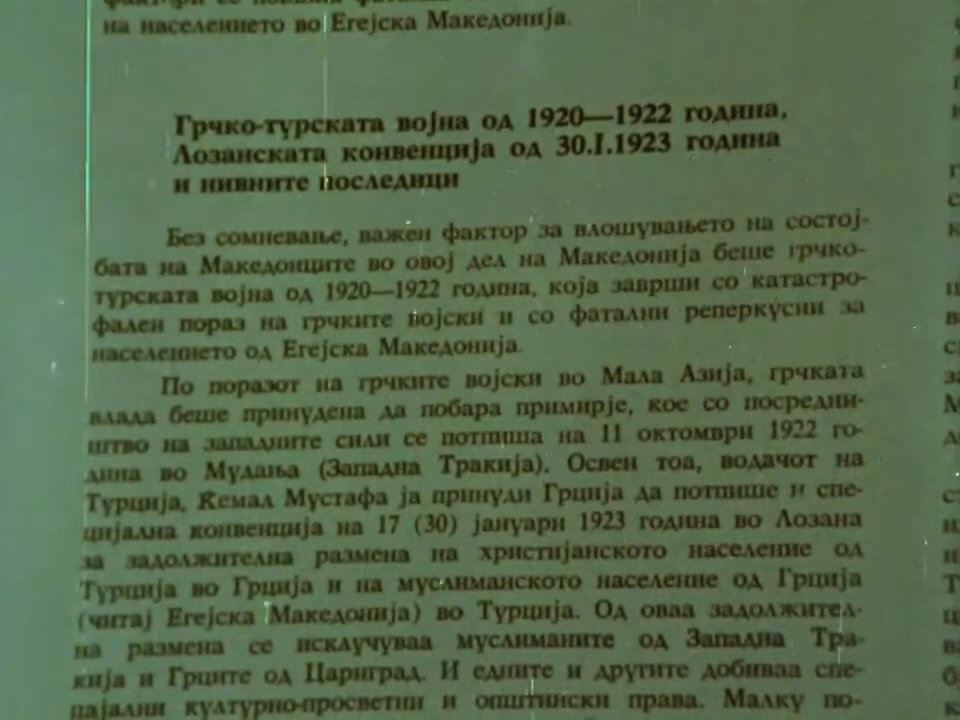 на населението во Егејска Македонија.
Грчко-турската војна од 1920—1922 година,
Лозанската конвенција од 30.I.1923 година
и нивните последици
Без сомневање, важен фактор за влошувањето на состој-
бата на Македонците во овој дел на Македонија беше грчко-
турската војна од 1920—1922 година, која заврши со катастро-
фален пораз на грчките војски и со фатални реперкусии за
населението од Егејска Македонија.
По поразот на грчките војски во Мала Азија, грчката
влада беше принудена да побара примирје, кое со посредни-
штво на западните сили се потпиша на 11 октомври 1922 го-
дина во Мудања (Западна Тракија). Освен тоа, водачот на
Турција, Кемал Мустафа ја принуди Грција да потпише и спе-
цијална конвенција на 17 (30) јануари 1923 година во Лозана
за задолжителна размена на христијанското население од
Турција во Грција и на муслиманското население од Грција
(читај Егејска Македонија) во Турција. Од оваа задолжител-
на размена се исклучуваа муслиманите од Западна Тра-
кија и Грците од Цариград. И едните и другите добиваа спе-
цијални културно-просветни и општински права. Малку по-